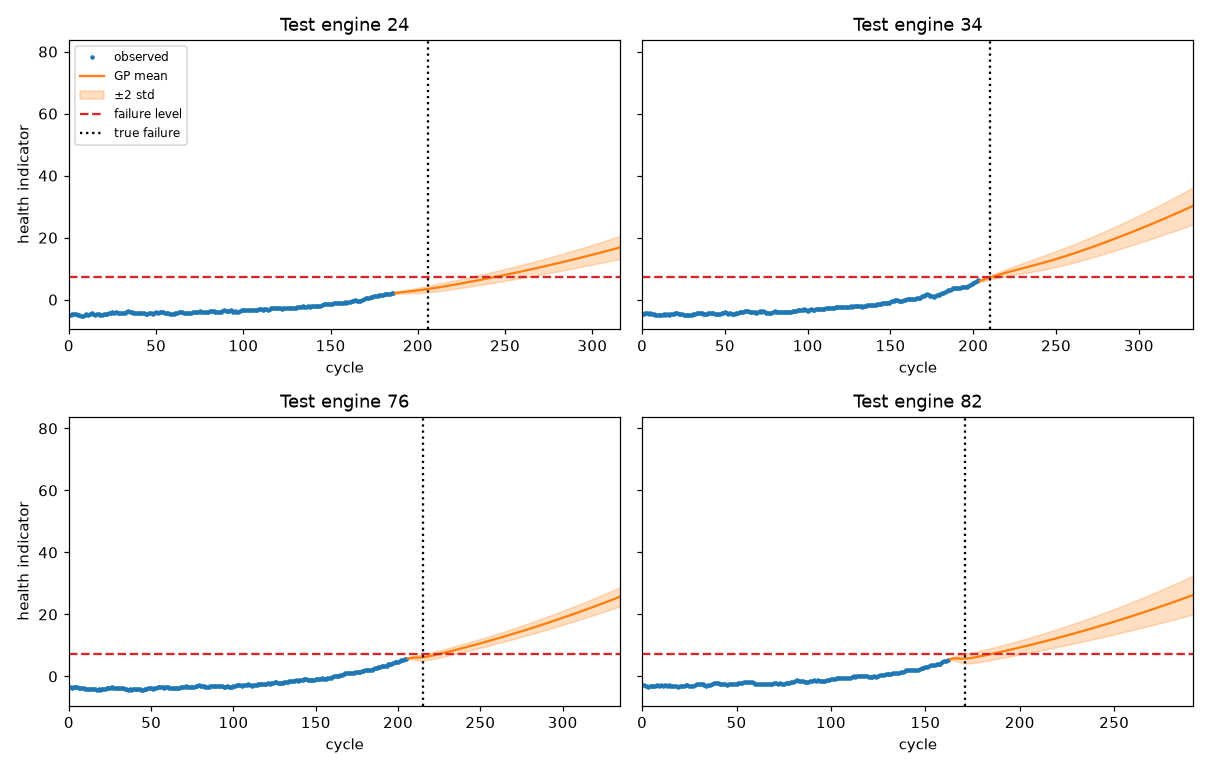 Test engine 24
80
60
40
20
0
health indicator
observed
GP mean
±2 std
failure level
true failure
0 50 100 150 200 250 300
cycle
Test engine 34
0 50 100 150 200 250 300
cycle
Test engine 76
80
60
40
20
0
health indicator
0 50 100 150 200 250 300
cycle
Test engine 82
0 50 100 150 200 250
cycle